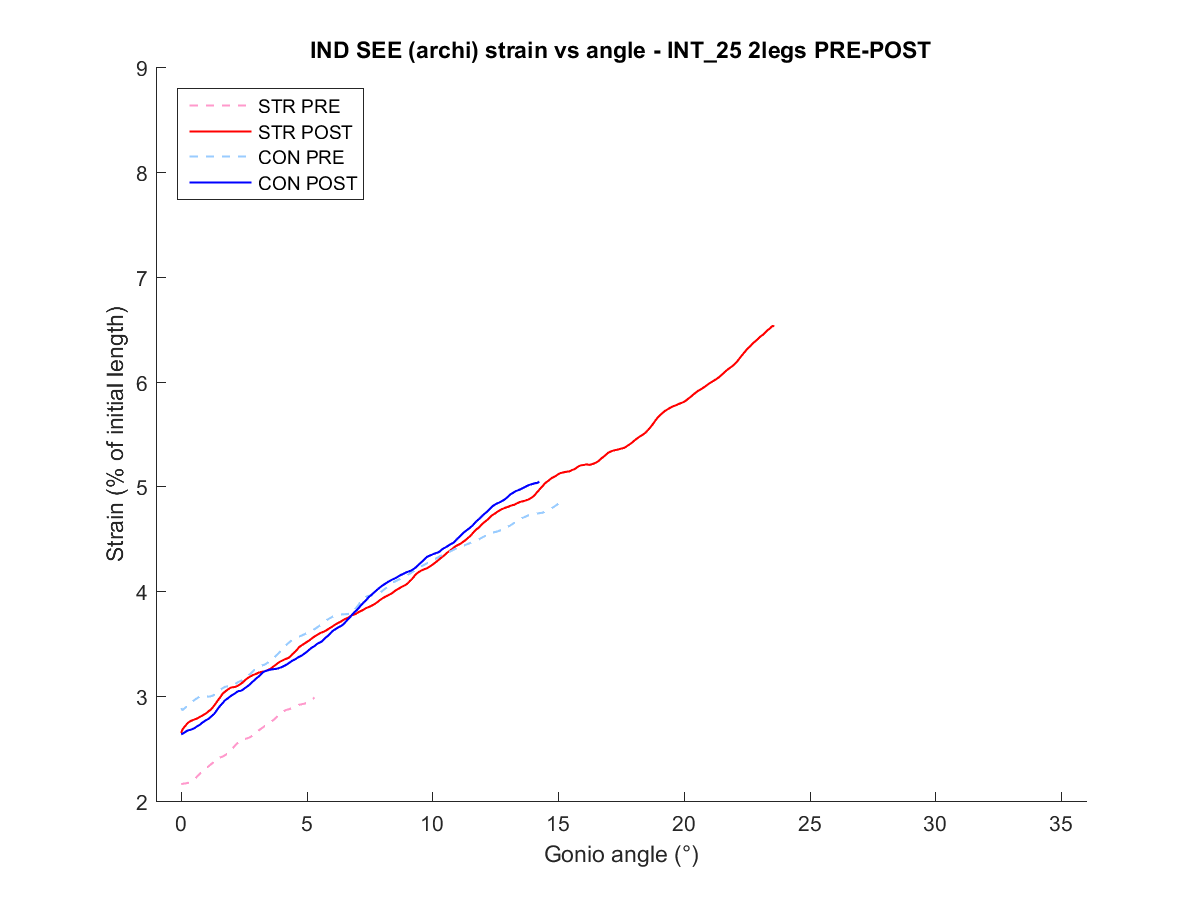 IND SEE (archi) strain vs angle - INT_25 2legs PRE-POST
STR PRE
STR POST
CON PRE
CON POST
9
8
7
6
5
4
3
2
Strain (% of initial length)
0 5 10 15 20 25 30 35
Gonio angle (°)